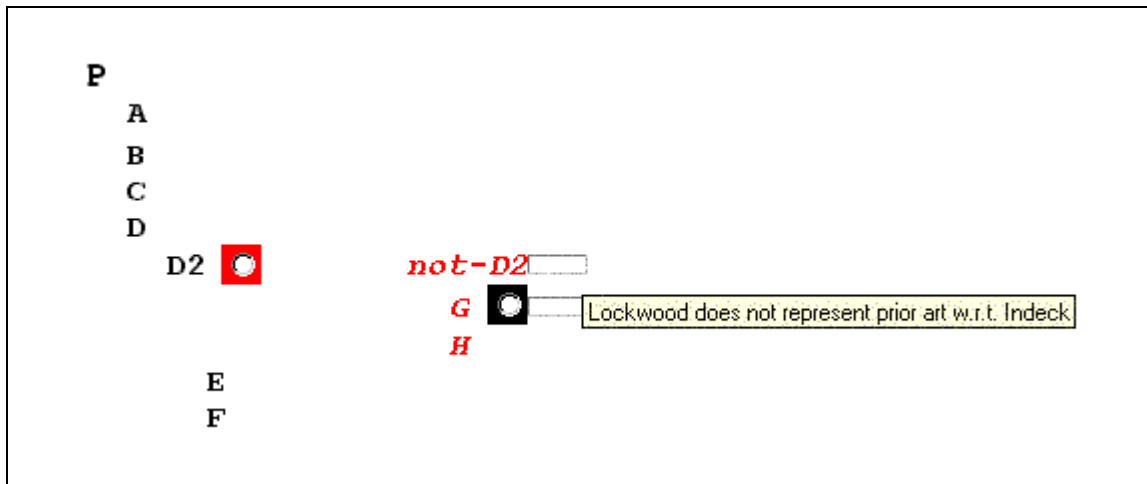 P
A
B
C
D
D2 not-D2
G Lockwood does not represent prior art w.r.t. Indeck
H
E
F